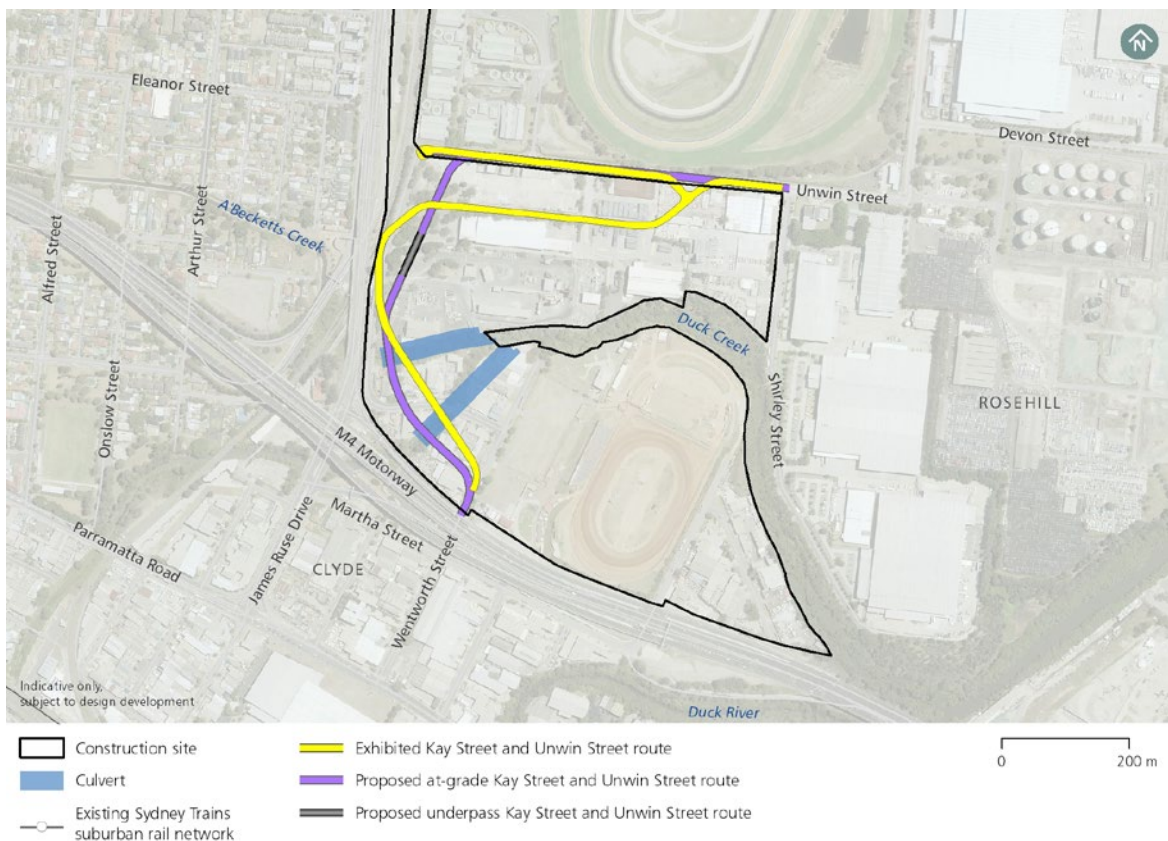 N
Eleanor Street
Devon Street
Unwin Street
Alfred Street
Arthur Street
A'Becketts Creek
Onslow Street
Duck Creek
Shirley Street
ROSEHILL
M4 Motorway
Martha Street
James Ruse Drive
Parramatta Road
CLYDE
Wentworth Street
Indicative only,
subject to design development
Duck River
Construction site
Culvert
Existing Sydney Trains
suburban rail network
Exhibited Kay Street and Unwin Street route
Proposed at-grade Kay Street and Unwin Street route
Proposed underpass Kay Street and Unwin Street route
0 200 m